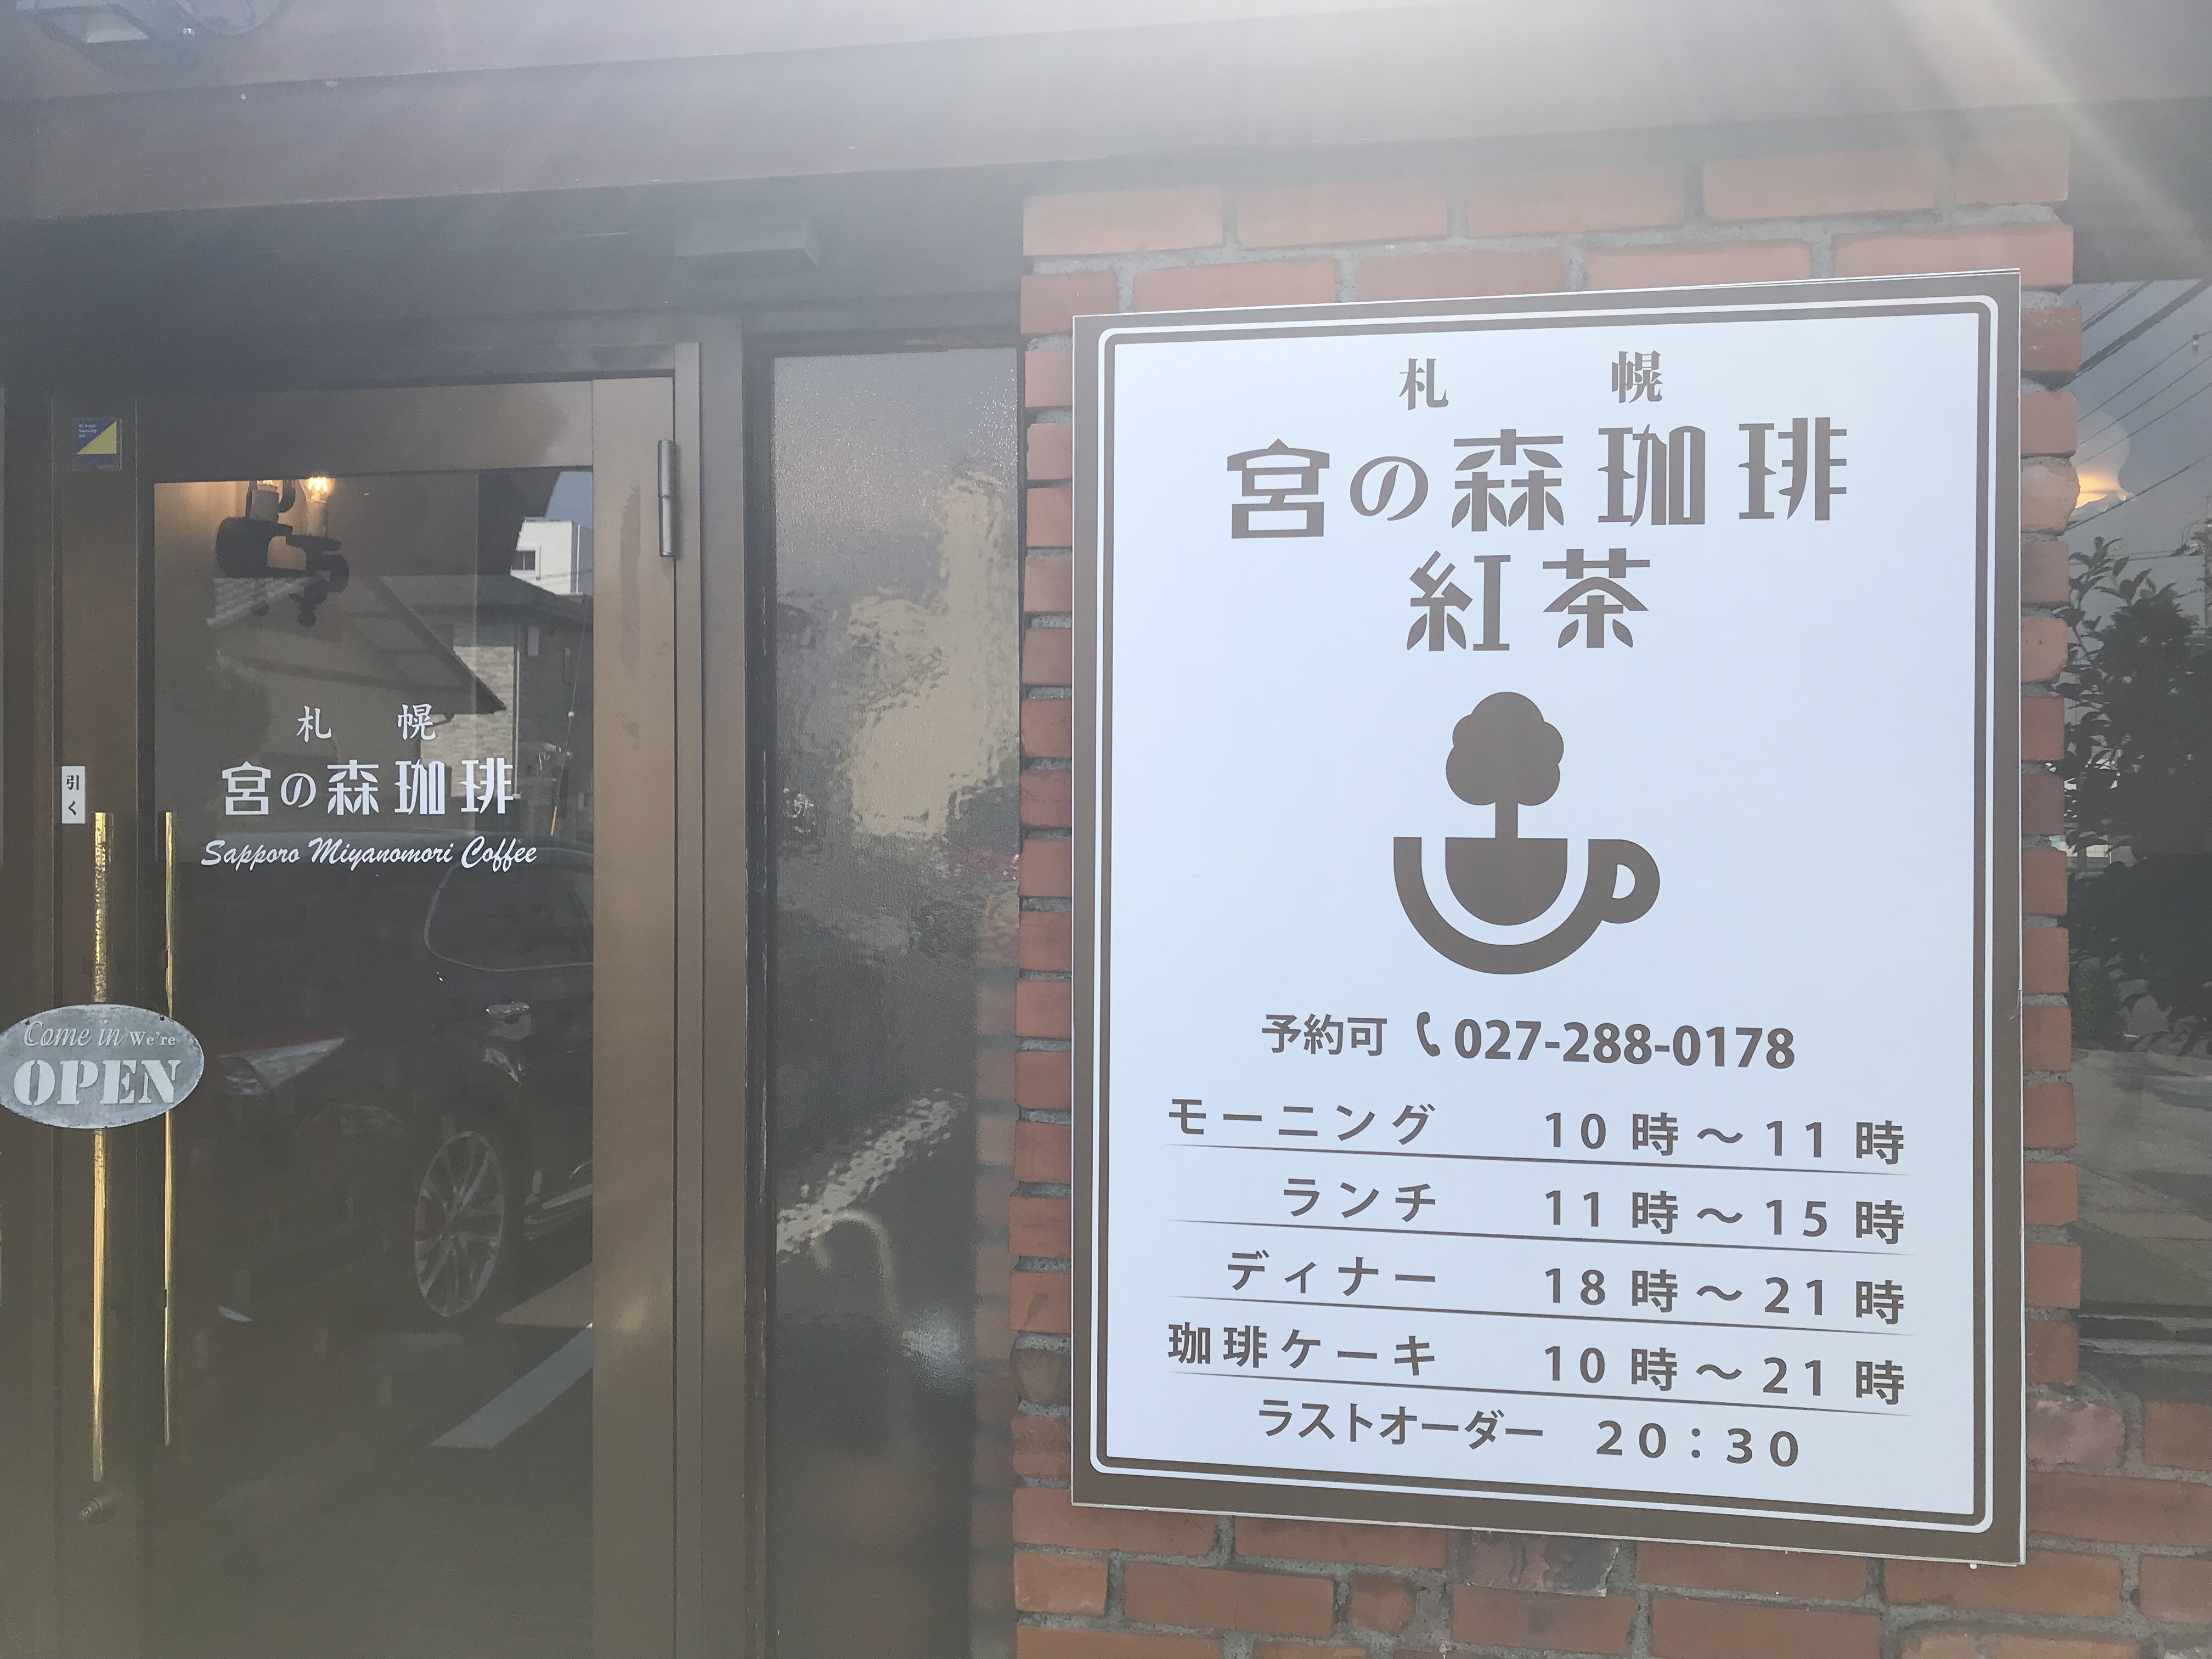 札幌
宮の森珈琲
Sapporo Miyanomori Coffee
引く
Come in We're
OPEN
札幌
宮の森珈琲
紅茶
予約可 027-288-0178
モーニング 10時～11時
ランチ 11時～15時
ディナー 18時～21時
珈琲ケーキ 10時～21時
ラストオーダー 20：30